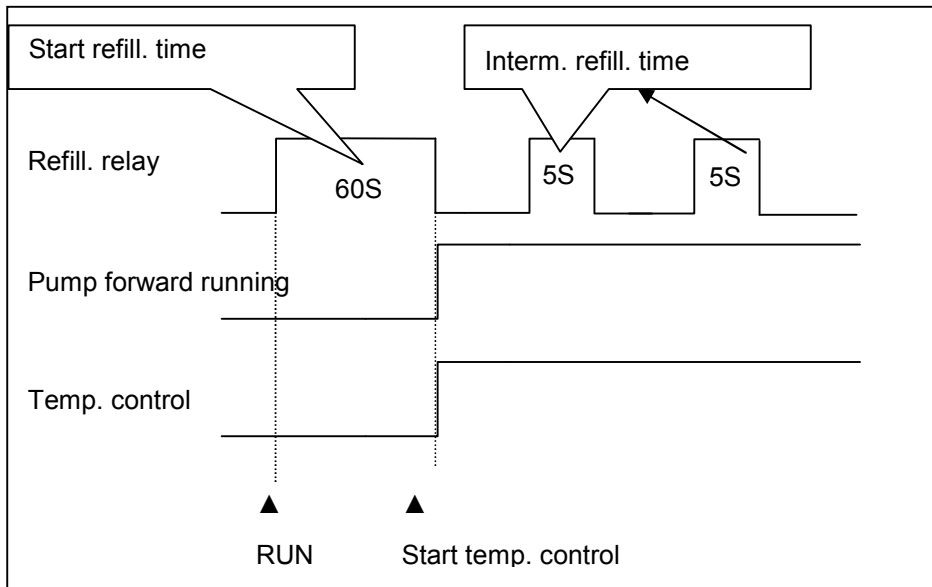 Start refill. time
Interm. refill. time
Refill. relay
60S
5S
5S
Pump forward running
Temp. control
RUN
Start temp. control